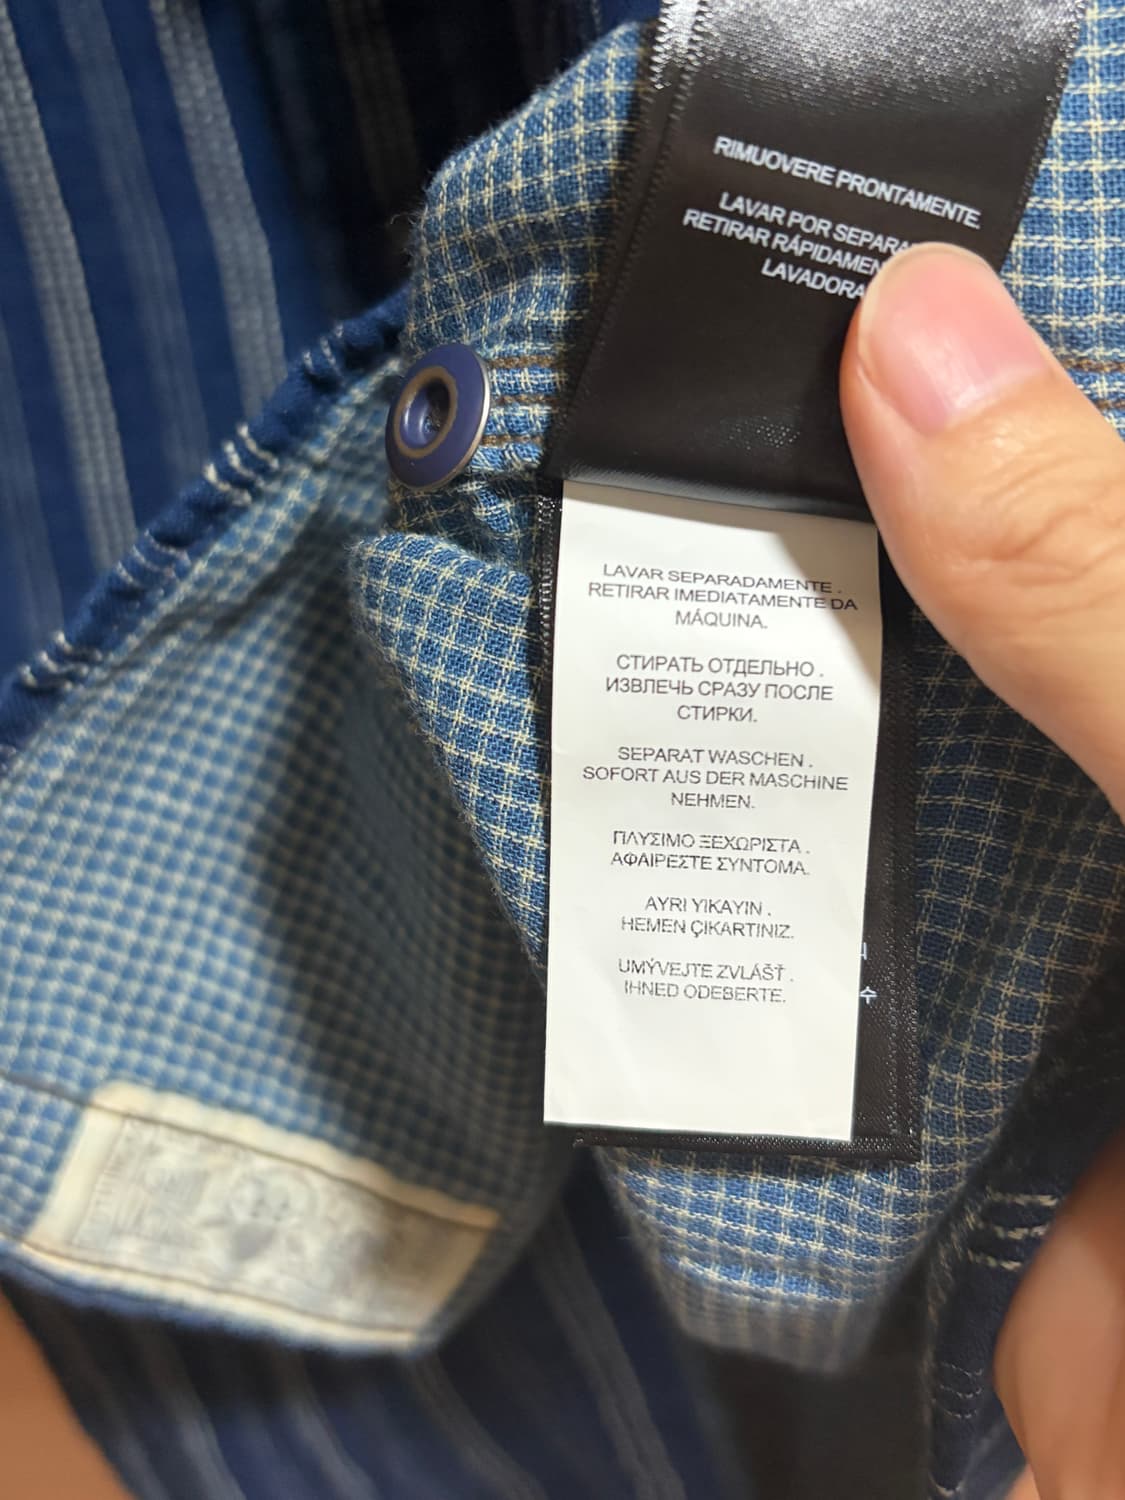 RIMUOVERE PRONTAMENTE
LAVAR POR SEPARA
RETIRAR RÁPIDAMEN
LAVADORA
LAVAR SEPARADAMENTE .
RETIRAR IMEDIATAMENTE DA
MÁQUINA.
СТИРАТЬ ОТДЕЛЬНО .
ИЗВЛЕЧЬ СРАЗУ ПОСЛЕ
СТИРКИ.
SEPARAT WASCHEN .
SOFORT AUS DER MASCHINE
NEHMEN.
ΠΛΥΣΙΜΟ ΞΕΧΩΡΙΣΤΑ .
ΑΦΑΙΡΕΣΤΕ ΣΥΝΤΟΜΑ.
AYRI YIKAYIN .
HEMEN ÇIKARTINIZ.
UMÝVEJTE ZVLÁŠŤ .
IHNED ODEBERTE.